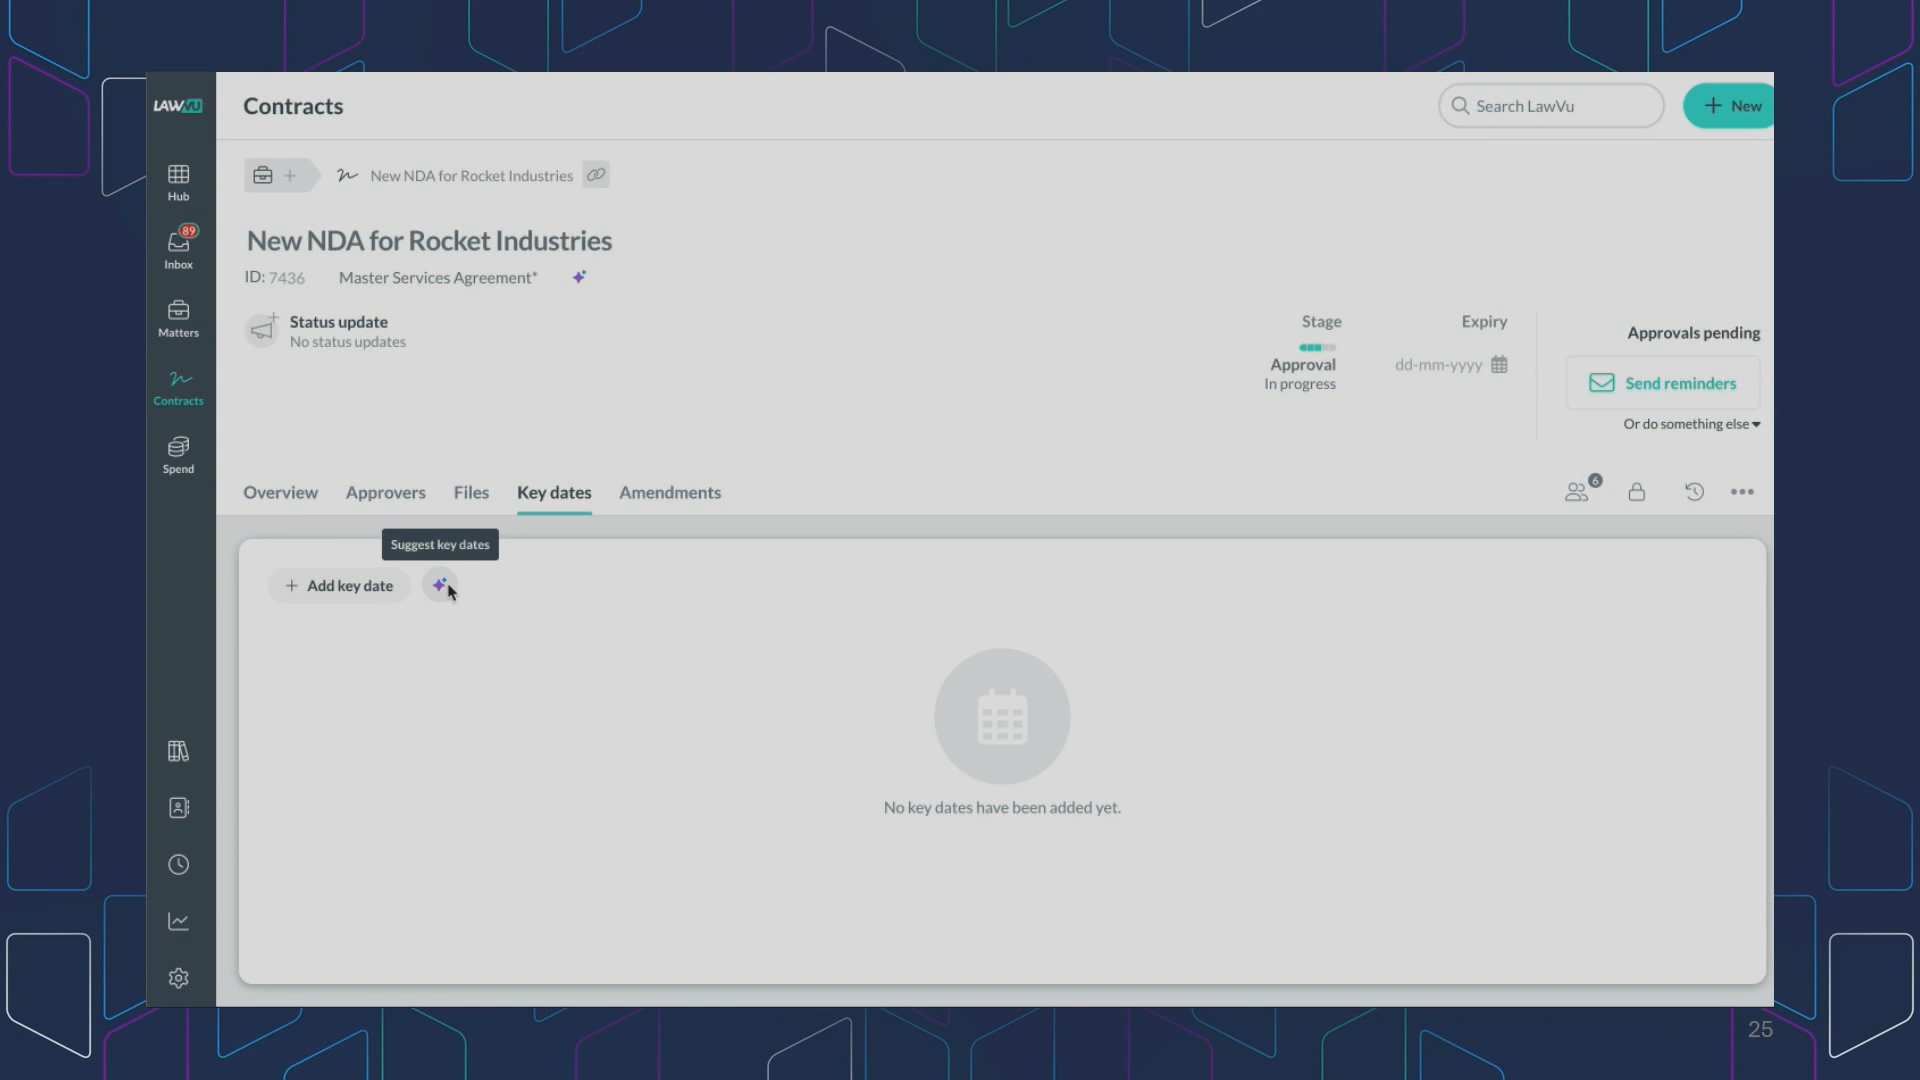 LAWVU
Contracts
Search LawVu
+ New
Hub
89
Inbox
Matters
Contracts
Spend
+
New NDA for Rocket Industries
New NDA for Rocket Industries
ID: 7436
Master Services Agreement*
Status update
No status updates
Stage
Approval
In progress
Expiry
dd-mm-yyyy
Approvals pending
Send reminders
Or do something else
Overview
Approvers
Files
Key dates
Amendments
6
Suggest key dates
+ Add key date
No key dates have been added yet.
25